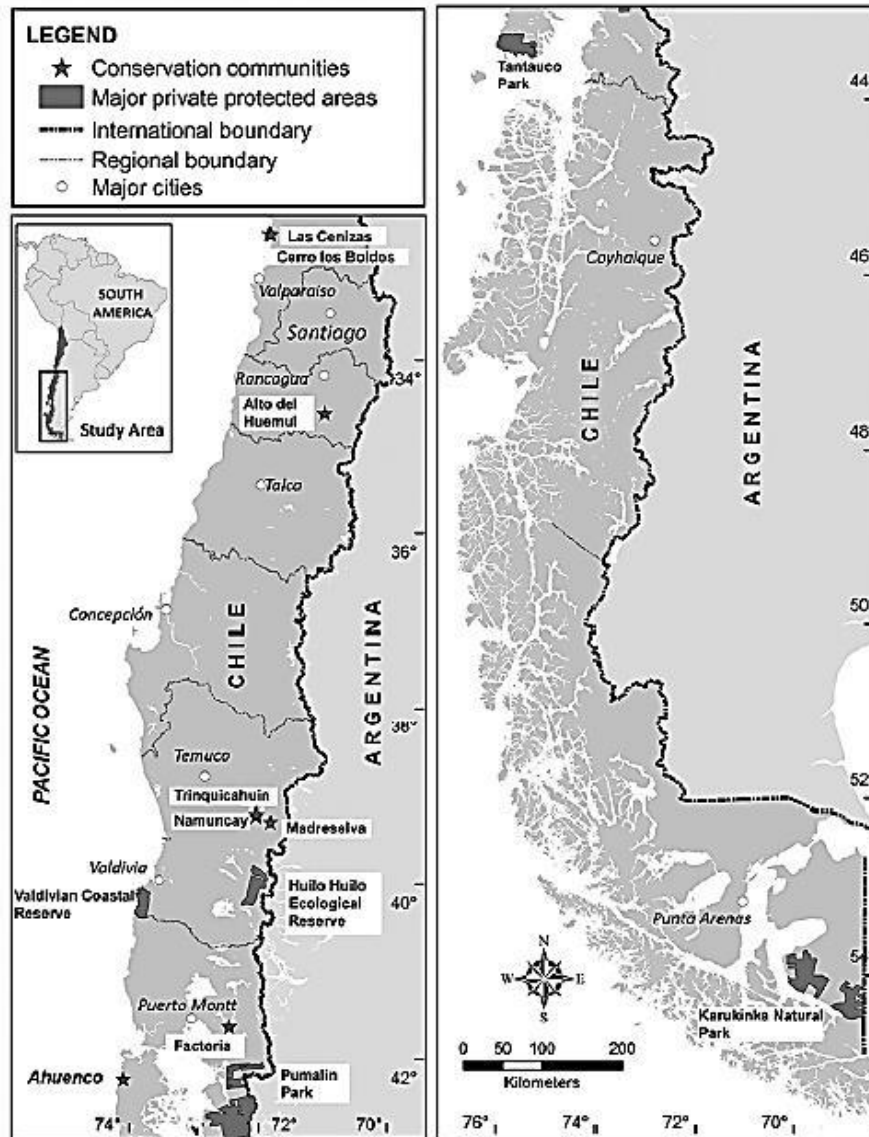 LEGEND
Conservation communities
Major private protected areas
International boundary
Regional boundary
Major cities
SOUTH
AMERICA
Study Area
Las Cenizas
Cerro los Boldos
Valparaíso
Santiago
Rancagua
34°
Alto del
Huemul
Talca
36°
Concepción
CHILE
ARGENTINA
PACIFIC OCEAN
38°
Temuco
Trinquicahuin
Namuncay
Madreselva
Valdivia
Valdivian Coastal
Reserve
Huilo Huilo
Ecological
Reserve
40°
Puerto Montt
Factoria
Ahuenco
Pumalin
Park
42°
74°
72°
70°
Tantauco
Park
44
Coyhaique
46
CHILE
ARGENTINA
48
50
52
Punta Arenas
54
N
W
E
S
Karukinka Natural
Park
0 50 100 200
Kilometers
76°
74°
72°
70°